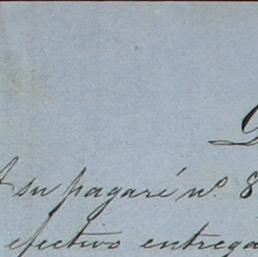 su pagaré nº 8
efectivo entrega